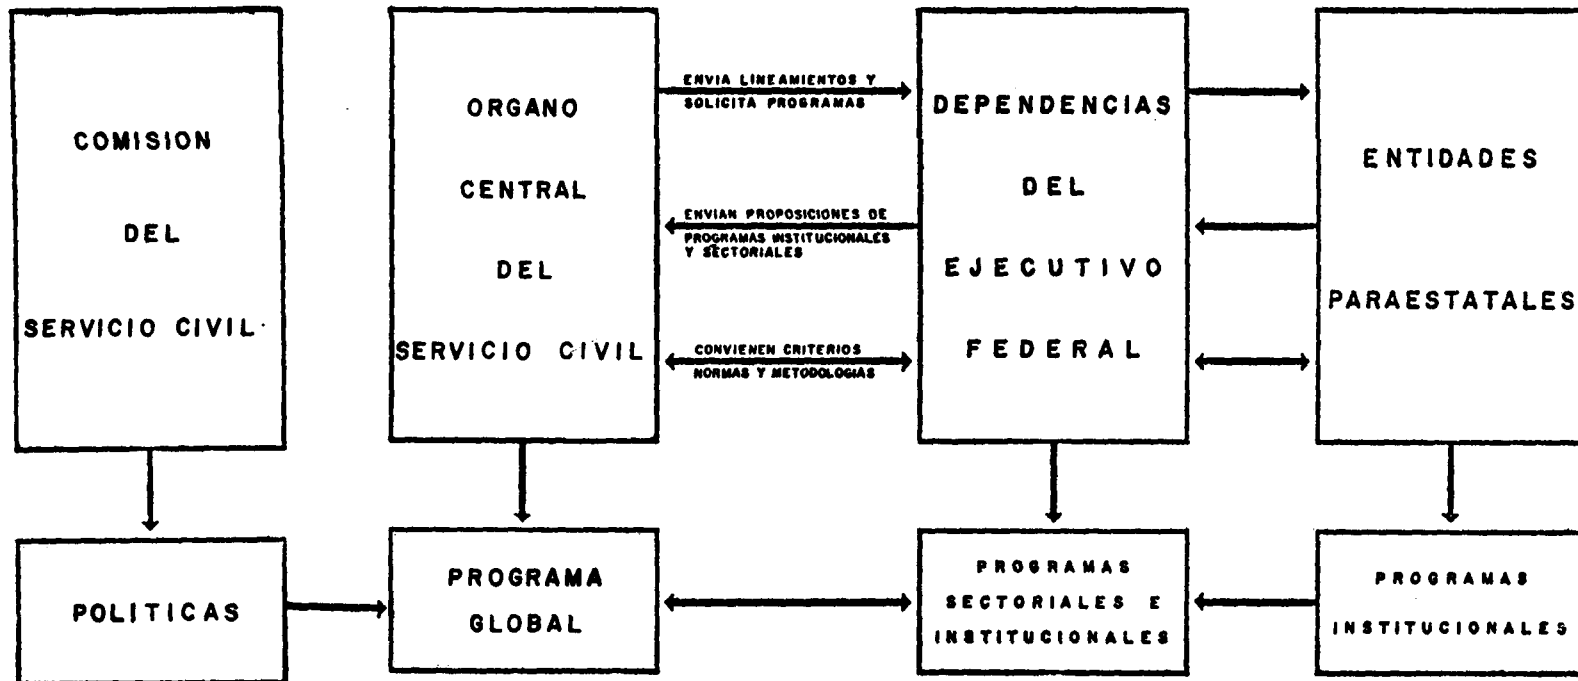 COMISION
DEL
SERVICIO CIVIL
ORGANO
CENTRAL
DEL
SERVICIO CIVIL
ENVIA LINEAMIENTOS Y
SOLICITA PROGRAMAS
ENVIAN PROPOSICIONES DE
PROGRAMAS INSTITUCIONALES
Y SECTORIALES
CONVIENEN CRITERIOS
NORMAS Y METODOLOGIAS
DEPENDENCIAS
DEL
EJECUTIVO
FEDERAL
ENTIDADES
PARAESTATALES
POLITICAS
PROGRAMA
GLOBAL
PROGRAMAS
SECTORIALES E
INSTITUCIONALES
PROGRAMAS
INSTITUCIONALES